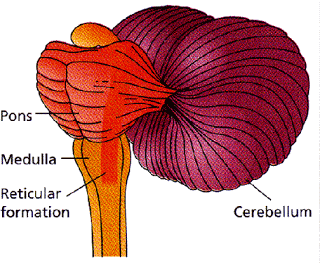 Pons
Medulla
Reticular
formation
Cerebellum